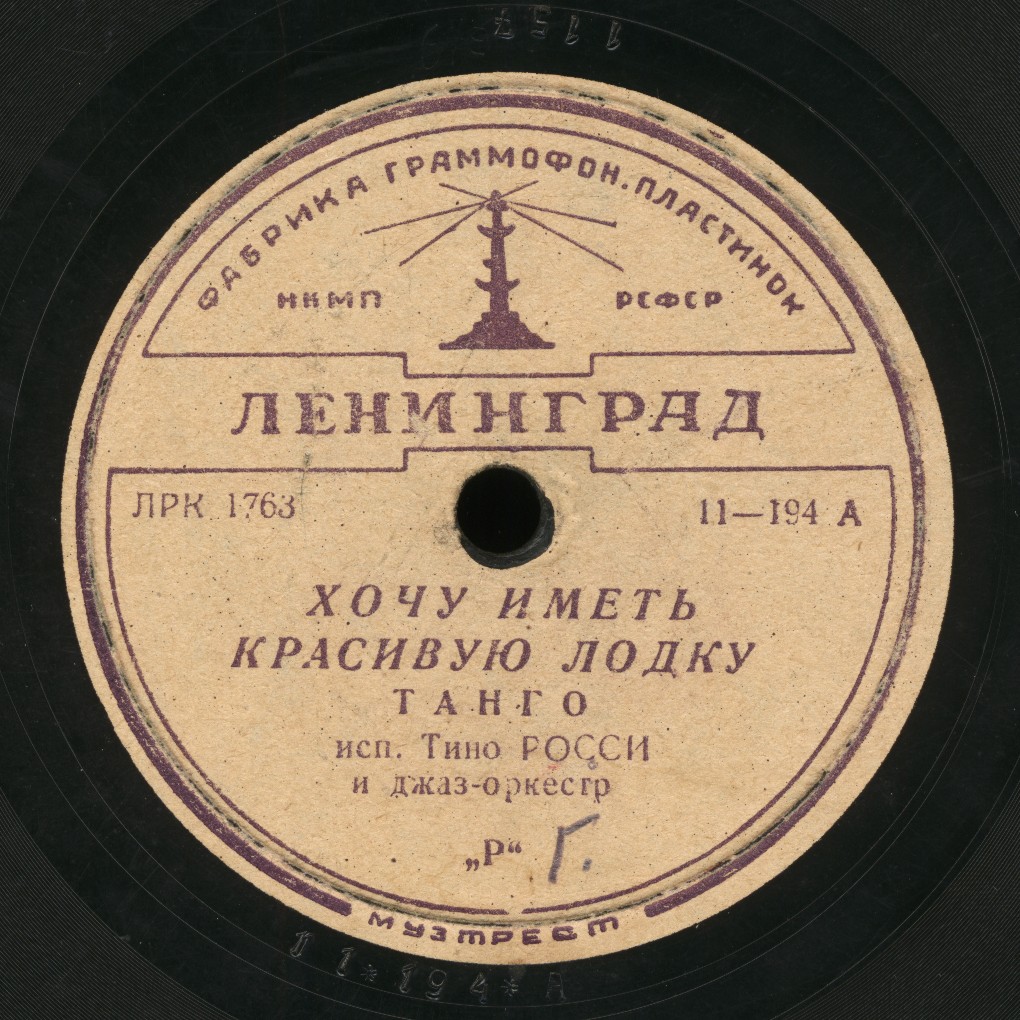 1157
ФАБРИКА ГРАММОФОН. ПЛАСТИНОК
НКМП РСФСР
ЛЕНИНГРАД
ЛРК 1763 11—194 А
ХОЧУ ИМЕТЬ
КРАСИВУЮ ЛОДКУ
ТАНГО
исп. Тино РОССИ
и джаз-оркестр
„Р“ Г.
МУЗТРЕСТ
11*194*А